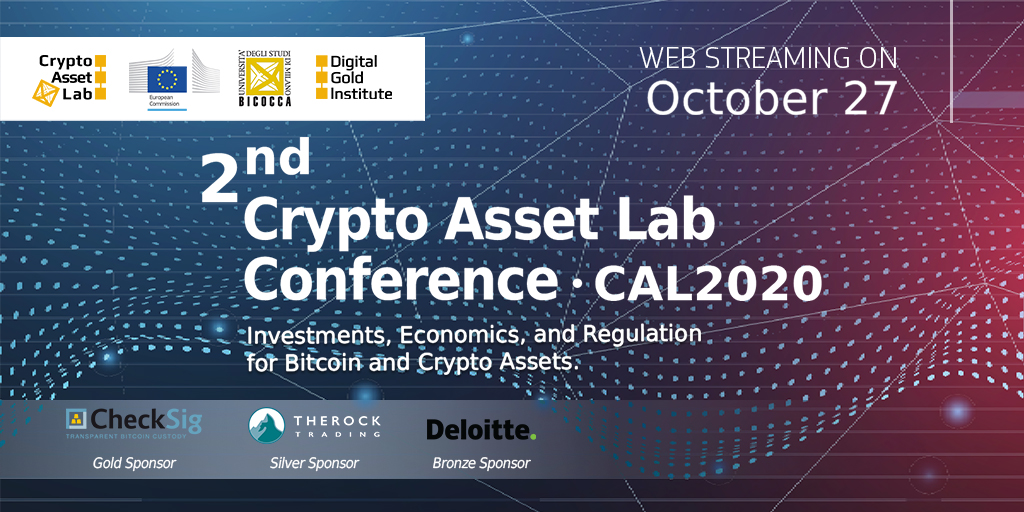 Crypto
Asset
Lab
European
Commission
UNIVERSITA'
DEGLI STUDI
DI MILANO
BICOCCA
Digital
Gold
Institute
WEB STREAMING ON
October 27
2nd
Crypto Asset Lab
Conference · CAL2020
Investments, Economics, and Regulation
for Bitcoin and Crypto Assets.
CheckSig
TRANSPARENT BITCOIN CUSTODY
Gold Sponsor
THEROCK
TRADING
Silver Sponsor
Deloitte.
Bronze Sponsor